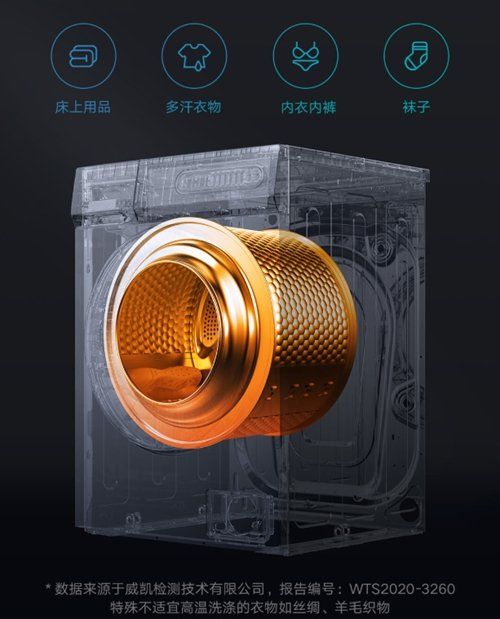 床上用品
多汗衣物
内衣内裤
袜子
* 数据来源于威凯检测技术有限公司，报告编号：WTS2020-3260
特殊不适宜高温洗涤的衣物如丝绸、羊毛织物